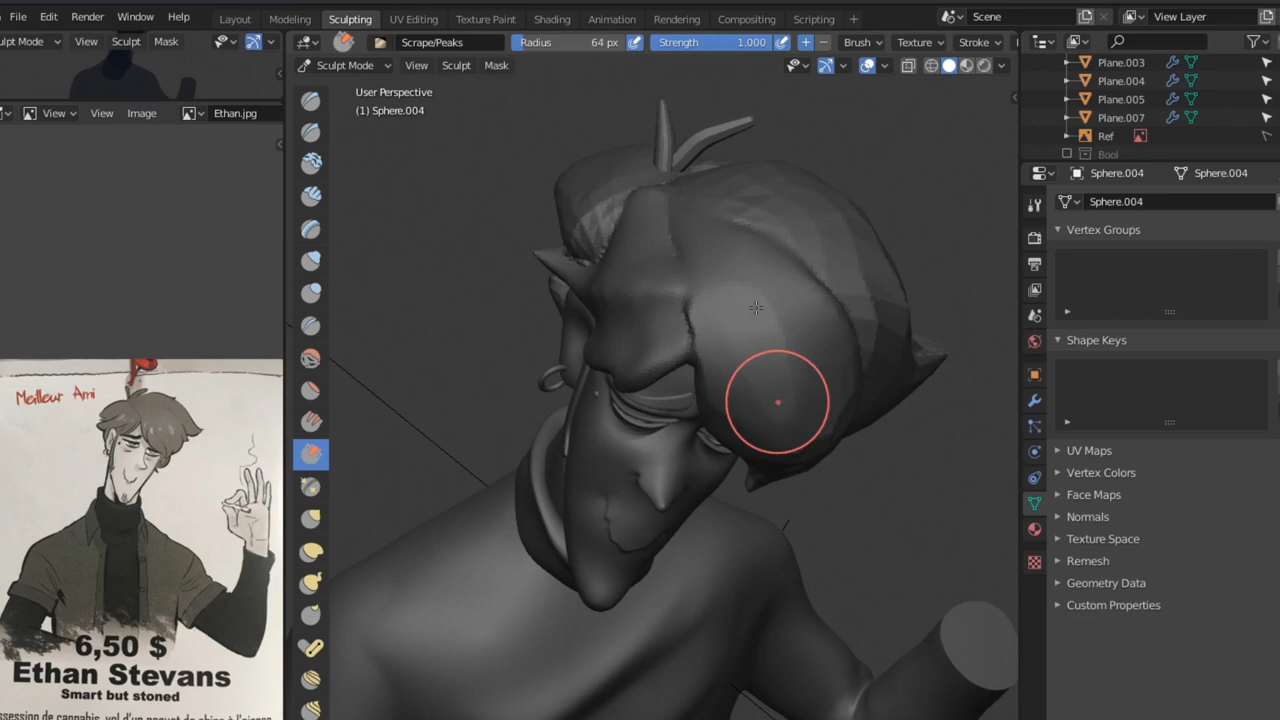 File Edit Render Window Help Layout Modeling Sculpting UV Editing Texture Paint Shading Animation Rendering Compositing Scripting Scene View Layer
View Sculpt Mask Scrape/Peaks Radius 64 px Strength 1.000 Brush Texture Stroke
Sculpt Mode View Sculpt Mask
User Perspective
(1) Sphere.004
View View Image Ethan.jpg
Meilleur Ami
6,50 $
Ethan Stevans
Smart but stoned
Plane.003
Plane.004
Plane.005
Plane.007
Ref
Bool
Sphere.004 Sphere.004
Sphere.004
Vertex Groups
Shape Keys
UV Maps
Vertex Colors
Face Maps
Normals
Texture Space
Remesh
Geometry Data
Custom Properties